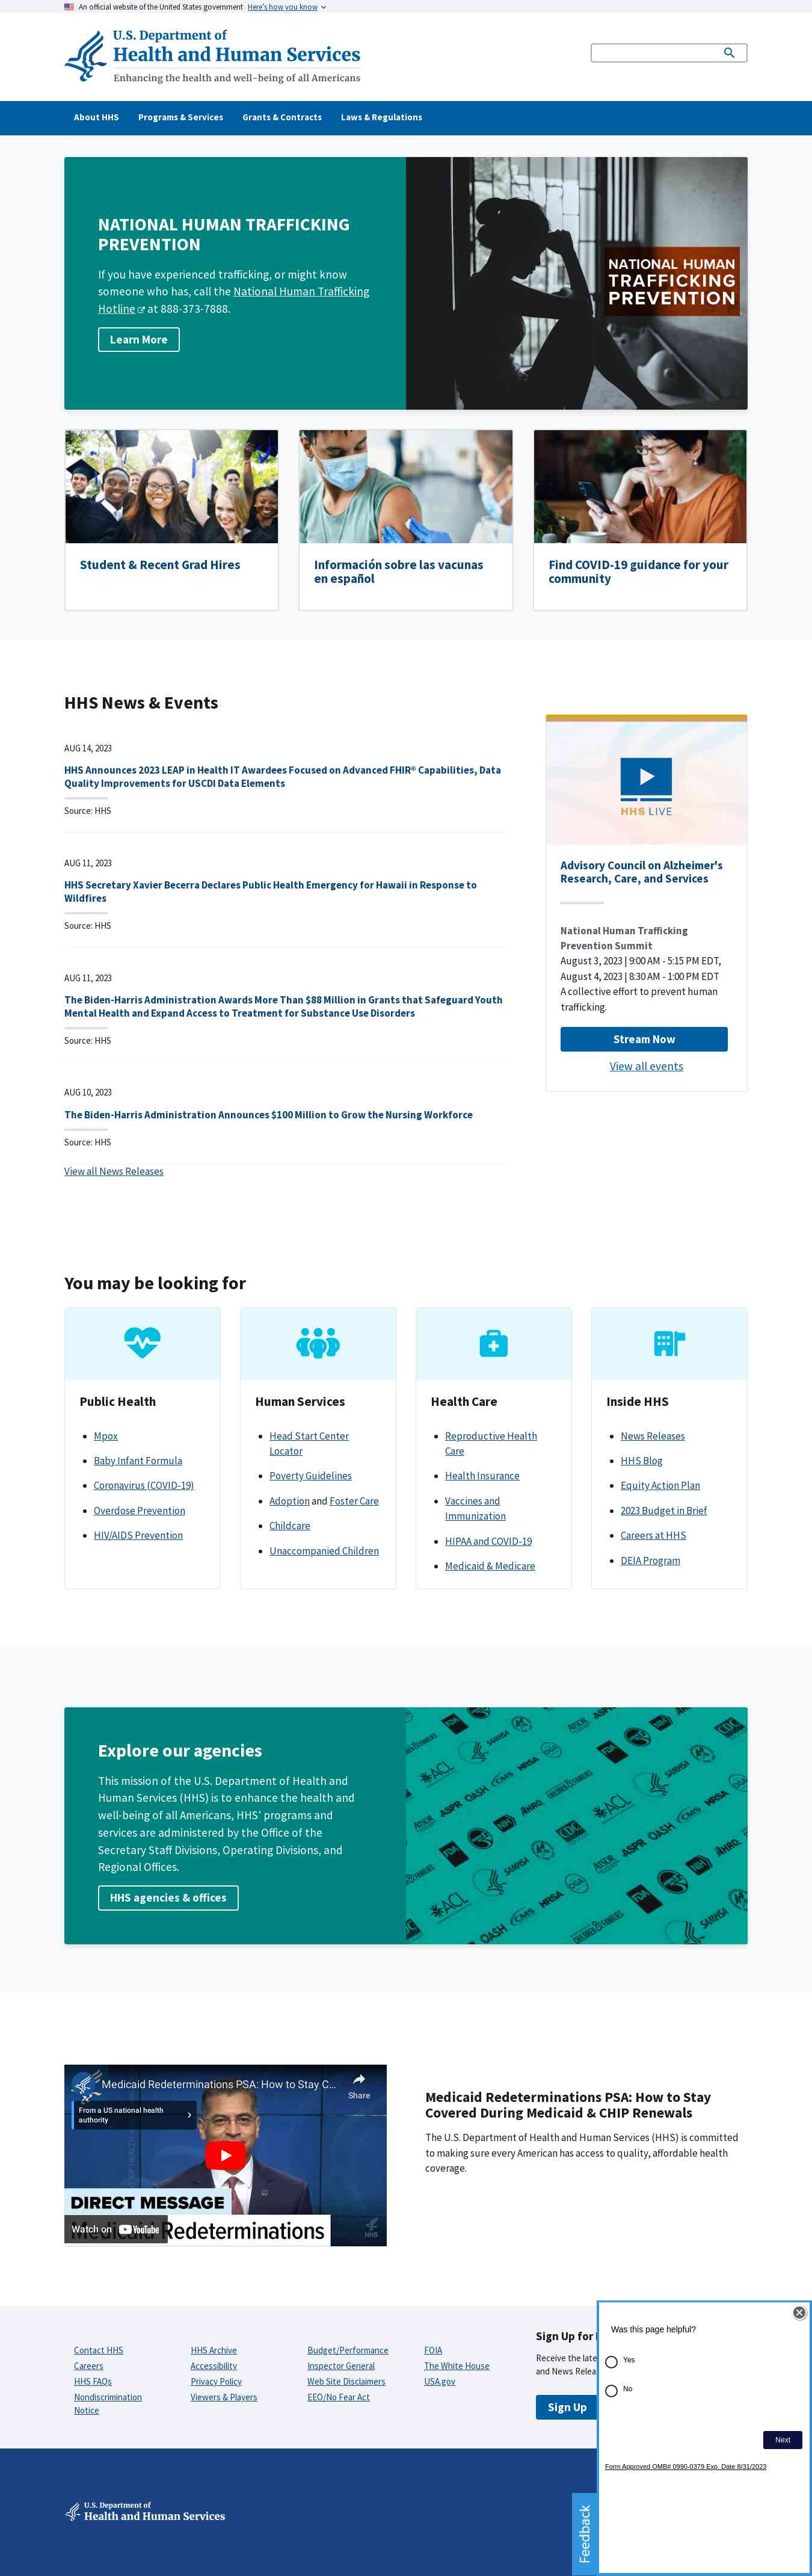 An official website of the United States government Here's how you know
U.S. Department of
Health and Human Services
Enhancing the health and well-being of all Americans
About HHS
Programs & Services
Grants & Contracts
Laws & Regulations
NATIONAL HUMAN TRAFFICKING
PREVENTION
If you have experienced trafficking, or might know
someone who has, call the National Human Trafficking
Hotline at 888-373-7888.
Learn More
NATIONAL HUMAN
TRAFFICKING
PREVENTION
Student & Recent Grad Hires
Información sobre las vacunas
en español
Find COVID-19 guidance for your
community
HHS News & Events
AUG 14, 2023
HHS Announces 2023 LEAP in Health IT Awardees Focused on Advanced FHIR® Capabilities, Data
Quality Improvements for USCDI Data Elements
Source: HHS
AUG 11, 2023
HHS Secretary Xavier Becerra Declares Public Health Emergency for Hawaii in Response to
Wildfires
Source: HHS
AUG 11, 2023
The Biden-Harris Administration Awards More Than $88 Million in Grants that Safeguard Youth
Mental Health and Expand Access to Treatment for Substance Use Disorders
Source: HHS
AUG 10, 2023
The Biden-Harris Administration Announces $100 Million to Grow the Nursing Workforce
Source: HHS
View all News Releases
HHS LIVE
Advisory Council on Alzheimer's
Research, Care, and Services
National Human Trafficking
Prevention Summit
August 3, 2023 | 9:00 AM - 5:15 PM EDT,
August 4, 2023 | 8:30 AM - 1:00 PM EDT
A collective effort to prevent human
trafficking.
Stream Now
View all events
You may be looking for
Public Health
Mpox
Baby Infant Formula
Coronavirus (COVID-19)
Overdose Prevention
HIV/AIDS Prevention
Human Services
Head Start Center
Locator
Poverty Guidelines
Adoption and Foster Care
Childcare
Unaccompanied Children
Health Care
Reproductive Health
Care
Health Insurance
Vaccines and
Immunization
HIPAA and COVID-19
Medicaid & Medicare
Inside HHS
News Releases
HHS Blog
Equity Action Plan
2023 Budget in Brief
Careers at HHS
DEIA Program
Explore our agencies
This mission of the U.S. Department of Health and
Human Services (HHS) is to enhance the health and
well-being of all Americans, HHS' programs and
services are administered by the Office of the
Secretary Staff Divisions, Operating Divisions, and
Regional Offices.
HHS agencies & offices
Medicaid Redeterminations PSA: How to Stay C...
Share
From a US national health
authority
DIRECT MESSAGE
Medicaid Redeterminations
Watch on YouTube
HHS
Medicaid Redeterminations PSA: How to Stay
Covered During Medicaid & CHIP Renewals
The U.S. Department of Health and Human Services (HHS) is committed
to making sure every American has access to quality, affordable health
coverage.
Contact HHS
Careers
HHS FAQs
Nondiscrimination
Notice
HHS Archive
Accessibility
Privacy Policy
Viewers & Players
Budget/Performance
Inspector General
Web Site Disclaimers
EEO/No Fear Act
FOIA
The White House
USA.gov
Sign Up for
Receive the late
and News Relea
Sign Up
Was this page helpful?
Yes
No
Next
Form Approved OMB# 0990-0379 Exp. Date 8/31/2023
Feedback
U.S. Department of
Health and Human Services